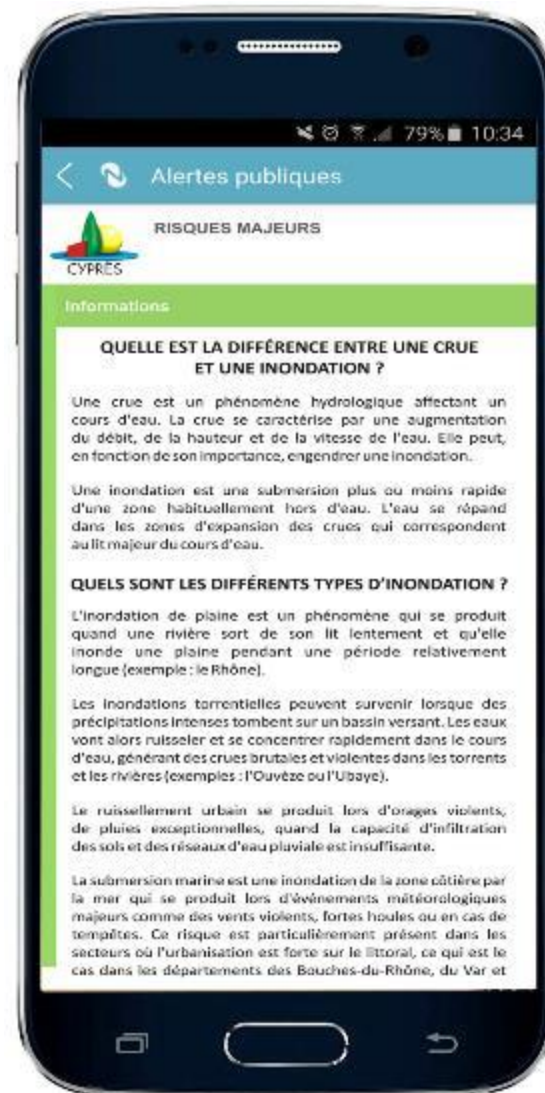 79% 10:34
Alertes publiques
RISQUES MAJEURS
CYPRÈS
Informations
QUELLE EST LA DIFFÉRENCE ENTRE UNE CRUE
ET UNE INONDATION ?
Une crue est un phénomène hydrologique affectant un
cours d'eau. La crue se caractérise par une augmentation
du débit, de la hauteur et de la vitesse de l'eau. Elle peut,
en fonction de son importance, engendrer une inondation.
Une inondation est une submersion plus ou moins rapide
d'une zone habituellement hors d'eau. L'eau se répand
dans les zones d'expansion des crues qui correspondent
au lit majeur du cours d'eau.
QUELS SONT LES DIFFÉRENTS TYPES D'INONDATION ?
L'inondation de plaine est un phénomène qui se produit
quand une rivière sort de son lit lentement et qu'elle
inonde une plaine pendant une période relativement
longue (exemple : le Rhône).
Les inondations torrentielles peuvent survenir lorsque des
précipitations intenses tombent sur un bassin versant. Les eaux
vont alors ruisseler et se concentrer rapidement dans le cours
d'eau, générant des crues brutales et violentes dans les torrents
et les rivières (exemples : l'Ouvèze ou l'Ubaye).
Le ruissellement urbain se produit lors d'orages violents,
de pluies exceptionnelles, quand la capacité d'infiltration
des sols et des réseaux d'eau pluviale est insuffisante.
La submersion marine est une inondation de la zone côtière par
la mer qui se produit lors d'événements météorologiques
majeurs comme des vents violents, fortes houles ou en cas de
tempêtes. Ce risque est particulièrement présent dans les
secteurs où l'urbanisation est forte sur le littoral, ce qui est le
cas dans les départements des Bouches-du-Rhône, du Var et